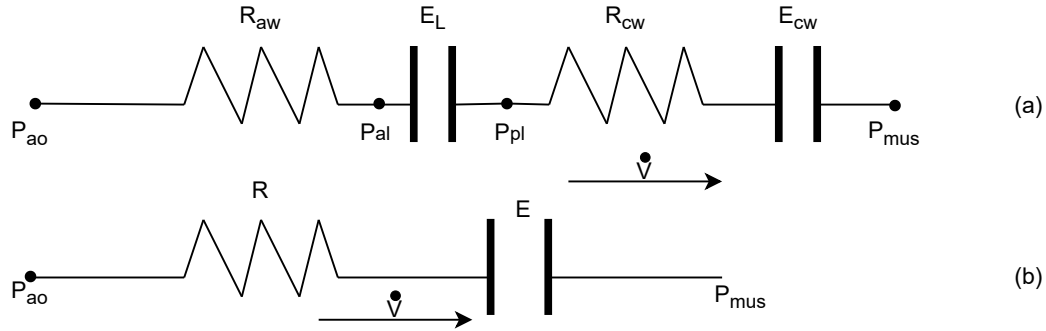 R_aw E_L R_cw E_cw
P_ao P_al P_pl P_mus (a)
V̇
R E
P_ao P_mus (b)
V̇